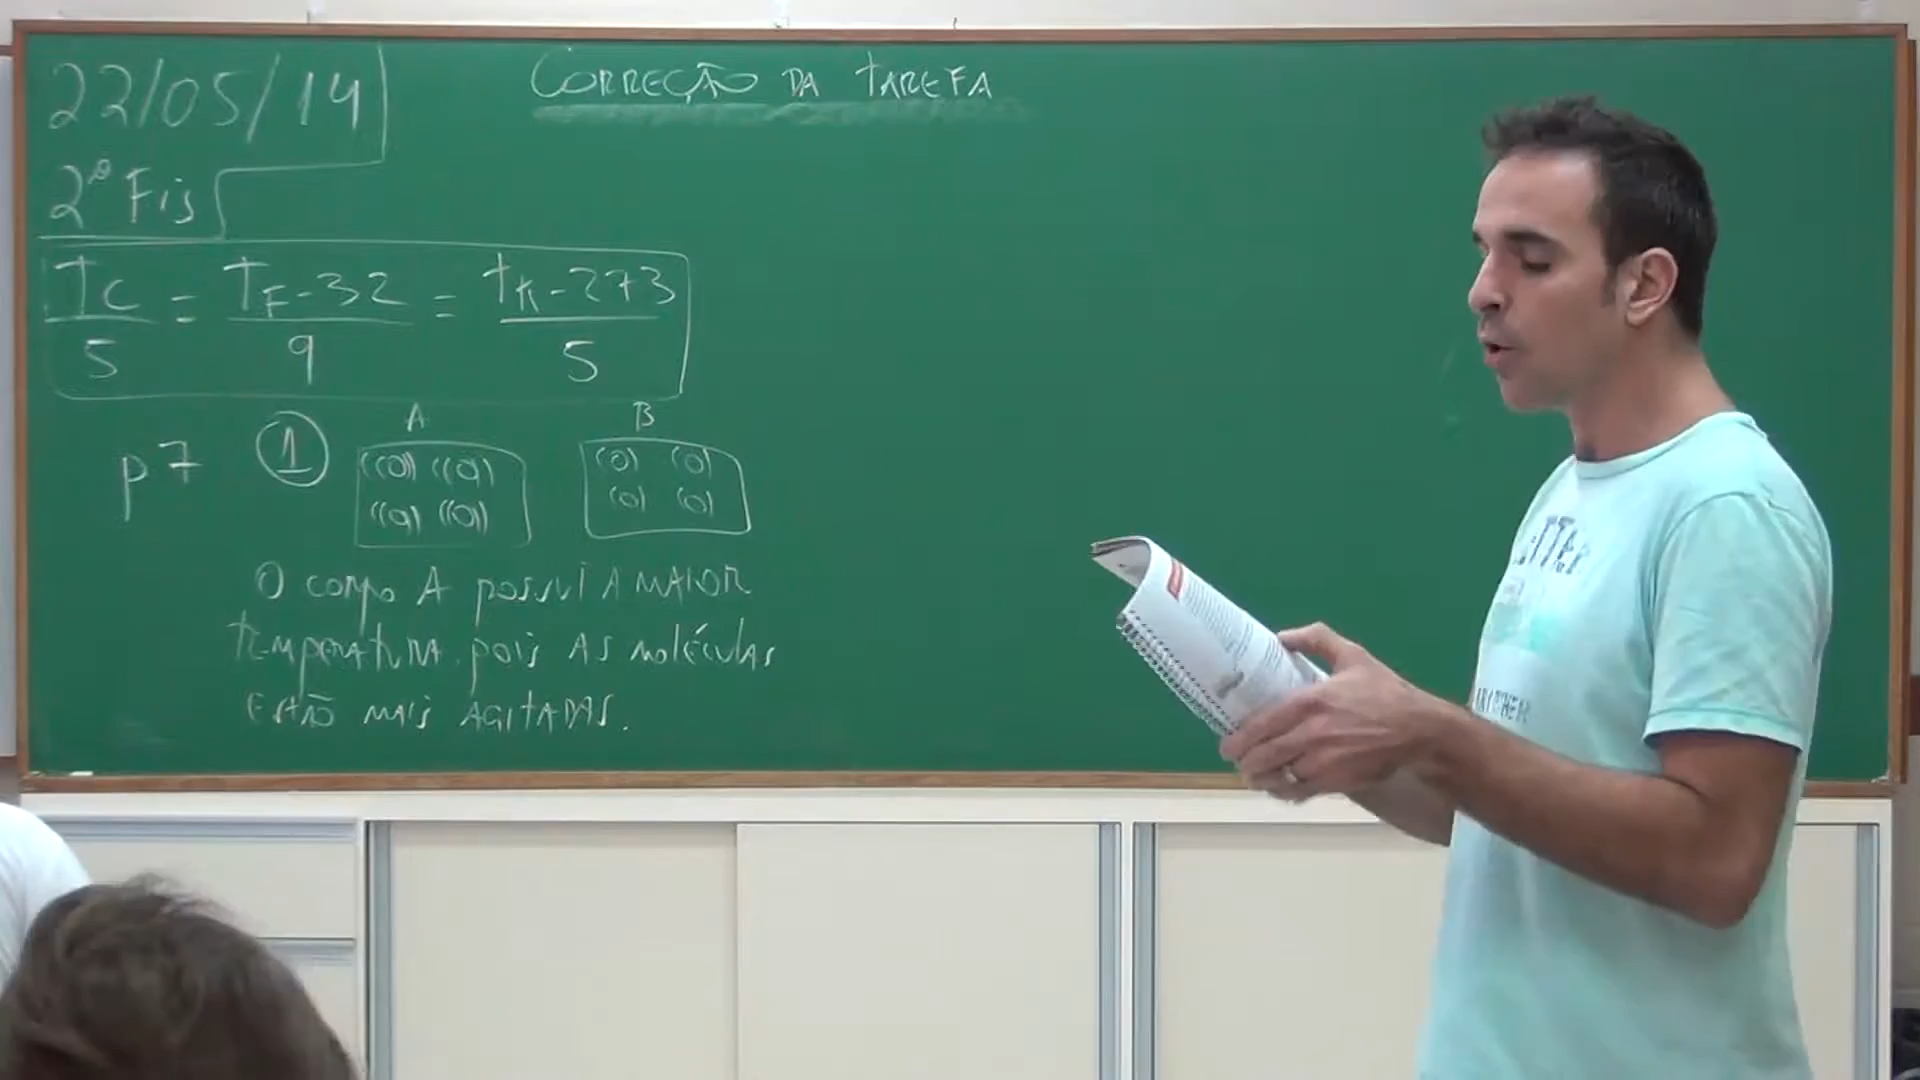 22/05/14
CORREÇÃO DA TAREFA
2º Fís
TC/5 = TF-32/9 = tK-273/5
p7 1 A B
O corpo A possui A MAIOR
TEMPERATURA, pois AS moléculas
ESTÃO MAIS AGITADAS.